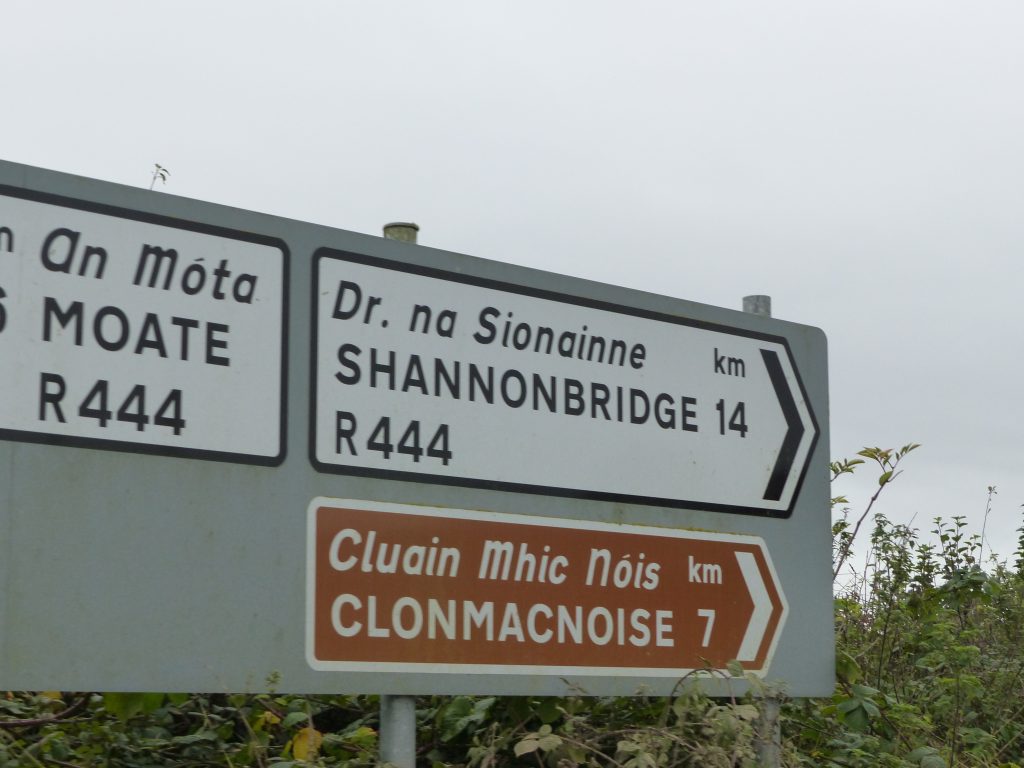 An Móta
MOATE
R444
Dr. na Sionainne km
SHANNONBRIDGE 14
R444
Cluain Mhic Nóis km
CLONMACNOISE 7